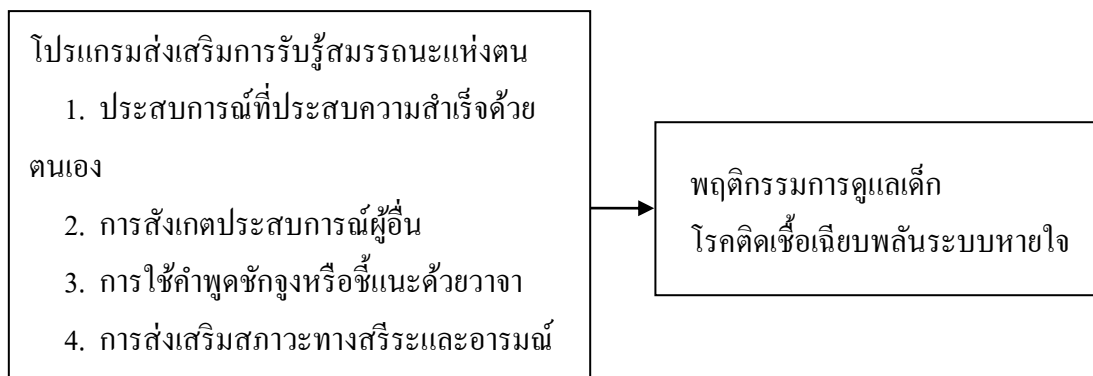 โปรแกรมส่งเสริมการรับรู้สมรรถนะแห่งตน
1. ประสบการณ์ที่ประสบความสำเร็จด้วย
ตนเอง
2. การสังเกตประสบการณ์ผู้อื่น
3. การใช้คำพูดชักจูงหรือชี้แนะด้วยวาจา
4. การส่งเสริมสภาวะทางสรีระและอารมณ์
พฤติกรรมการดูแลเด็ก
โรคติดเชื้อเฉียบพลันระบบหายใจ